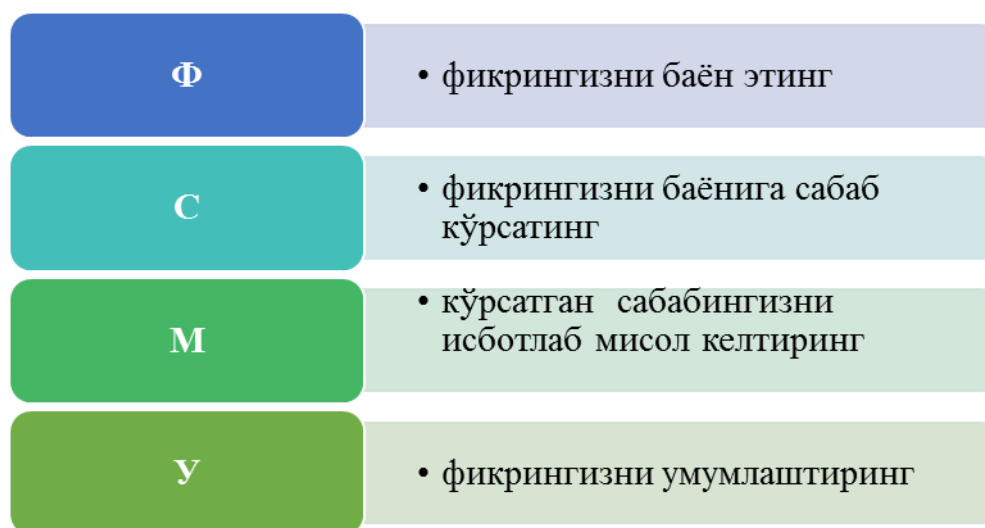 Ф
• фикрингизни баён этинг
С
• фикрингизни баёнига сабаб
кўрсатинг
М
• кўрсатган сабабингизни
исботлаб мисол келтиринг
У
• фикрингизни умумлаштиринг